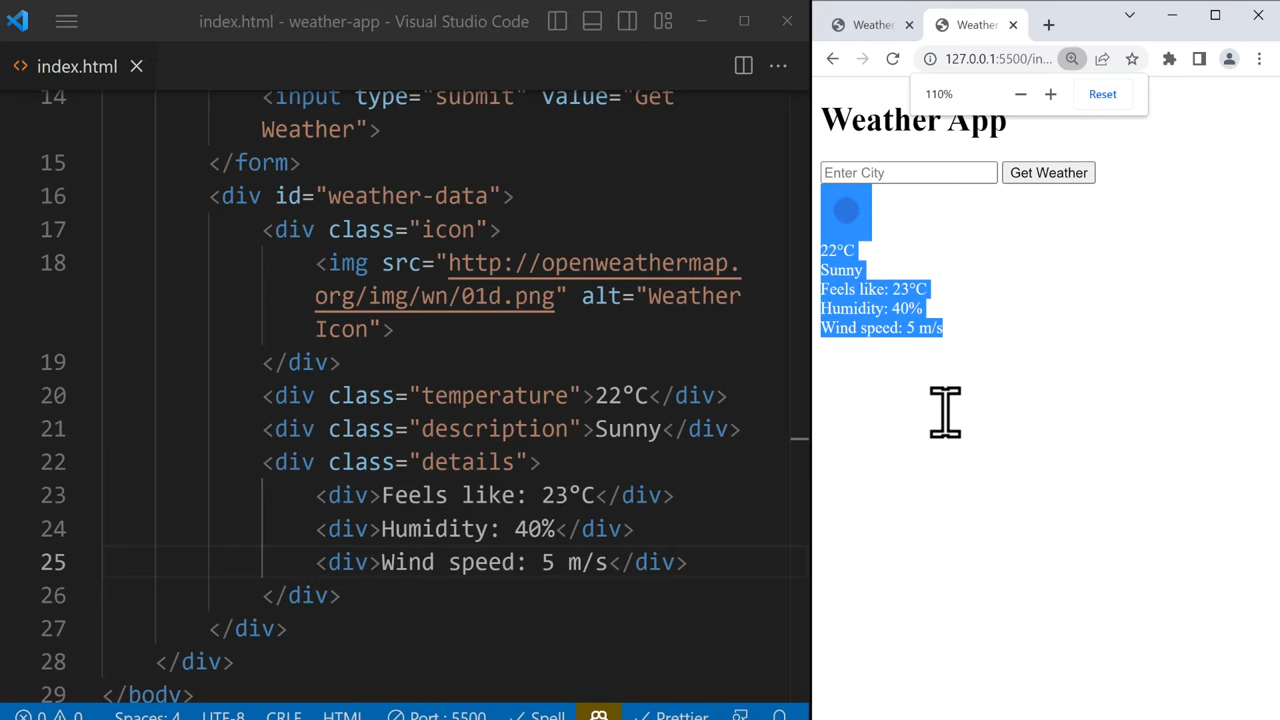 index.html - weather-app - Visual Studio Code
index.html
14 <input type="submit" value="Get
Weather">
15 </form>
16 <div id="weather-data">
17 <div class="icon">
18 <img src="http://openweathermap.
org/img/wn/01d.png" alt="Weather
Icon">
19 </div>
20 <div class="temperature">22°C</div>
21 <div class="description">Sunny</div>
22 <div class="details">
23 <div>Feels like: 23°C</div>
24 <div>Humidity: 40%</div>
25 <div>Wind speed: 5 m/s</div>
26 </div>
27 </div>
28 </div>
29 </body>
0 0 Spaces: 4 UTF-8 CRLF HTML Port : 5500 Spell Prettier
Weather Weather
127.0.0.1:5500/in...
110% Reset
Weather App
Enter City Get Weather
22°C
Sunny
Feels like: 23°C
Humidity: 40%
Wind speed: 5 m/s